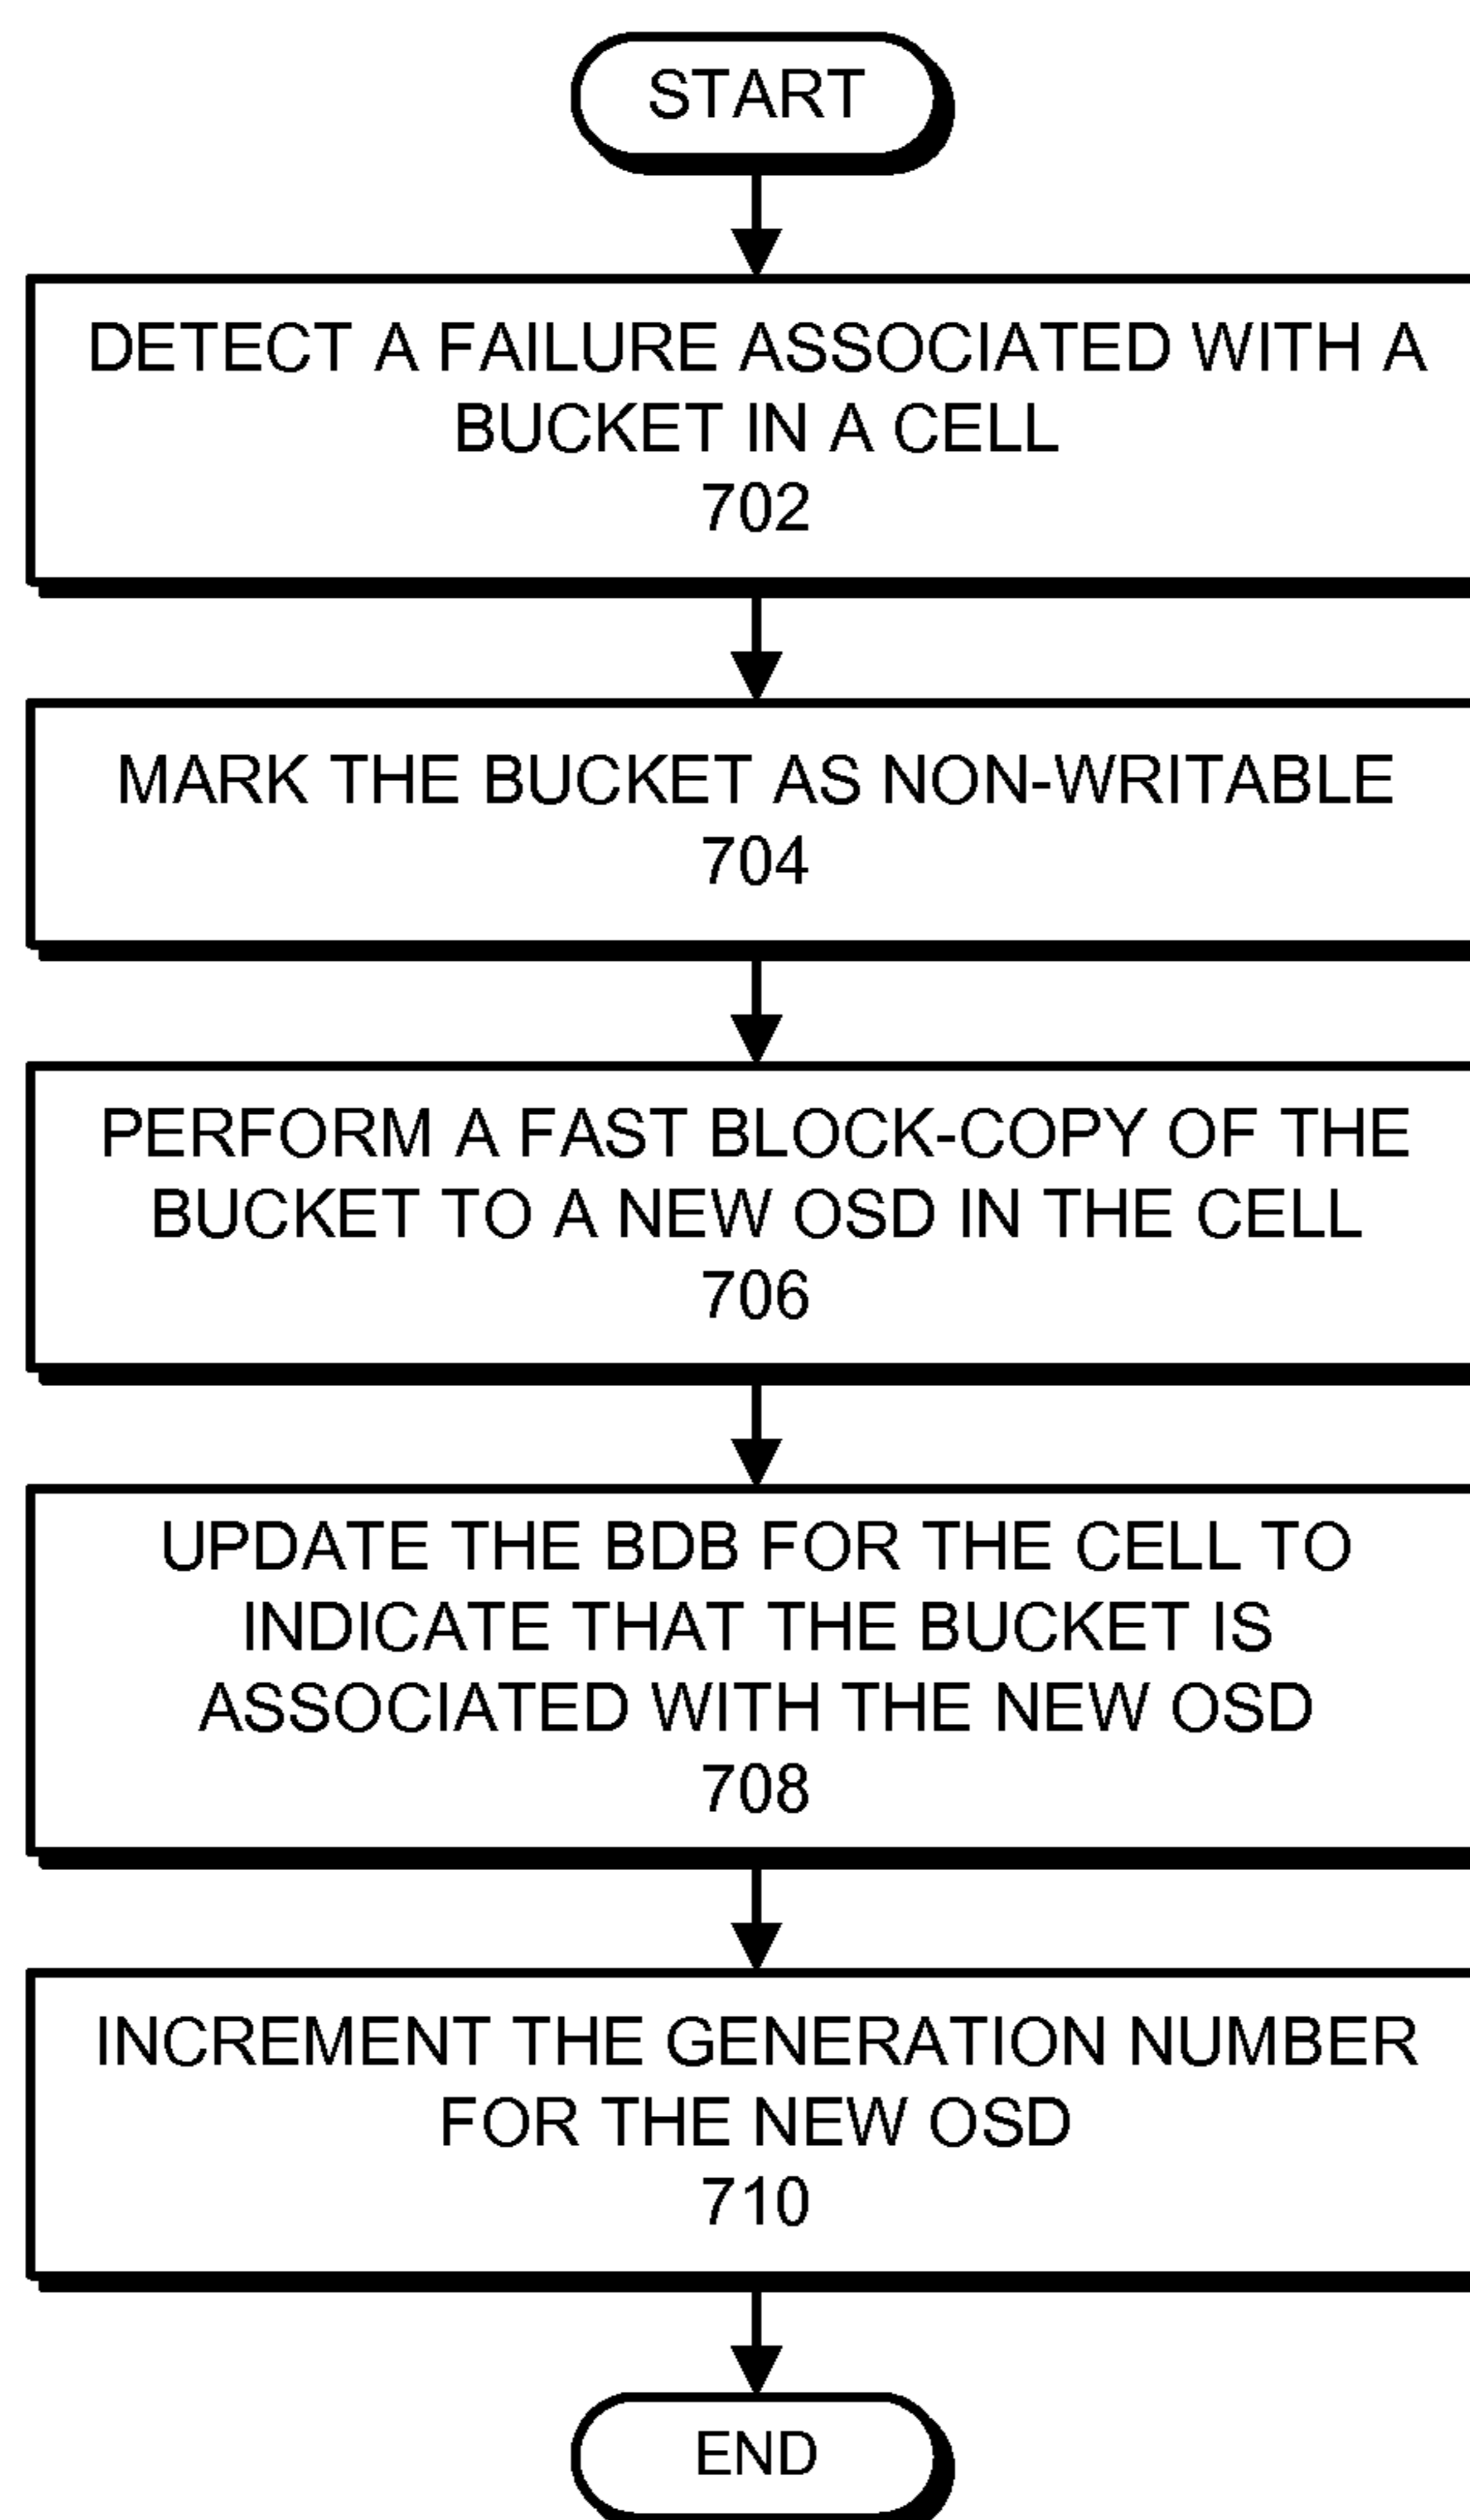 START
DETECT A FAILURE ASSOCIATED WITH A
BUCKET IN A CELL
702
MARK THE BUCKET AS NON-WRITABLE
704
PERFORM A FAST BLOCK-COPY OF THE
BUCKET TO A NEW OSD IN THE CELL
706
UPDATE THE BDB FOR THE CELL TO
INDICATE THAT THE BUCKET IS
ASSOCIATED WITH THE NEW OSD
708
INCREMENT THE GENERATION NUMBER
FOR THE NEW OSD
710
END